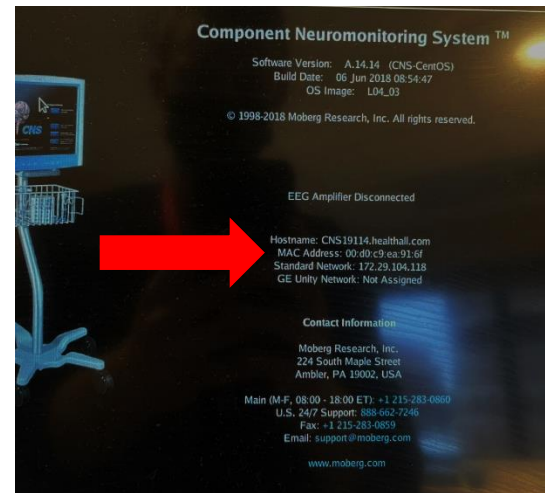 CNS
Component Neuromonitoring System ™
Software Version: A.14.14 (CNS-CentOS)
Build Date: 06 Jun 2018 08:54:47
OS Image: L04_03
© 1998-2018 Moberg Research, Inc. All rights reserved.
EEG Amplifier Disconnected
Hostname: CNS19114.healthall.com
MAC Address: 00:d0:c9:ea:91:6f
Standard Network: 172.29.104.118
GE Unity Network: Not Assigned
Contact Information
Moberg Research, Inc.
224 South Maple Street
Ambler, PA 19002, USA
Main (M-F, 08:00 - 18:00 ET): +1 215-283-0860
U.S. 24/7 Support: 888-662-7246
Fax: +1 215-283-0859
Email: support@moberg.com
www.moberg.com